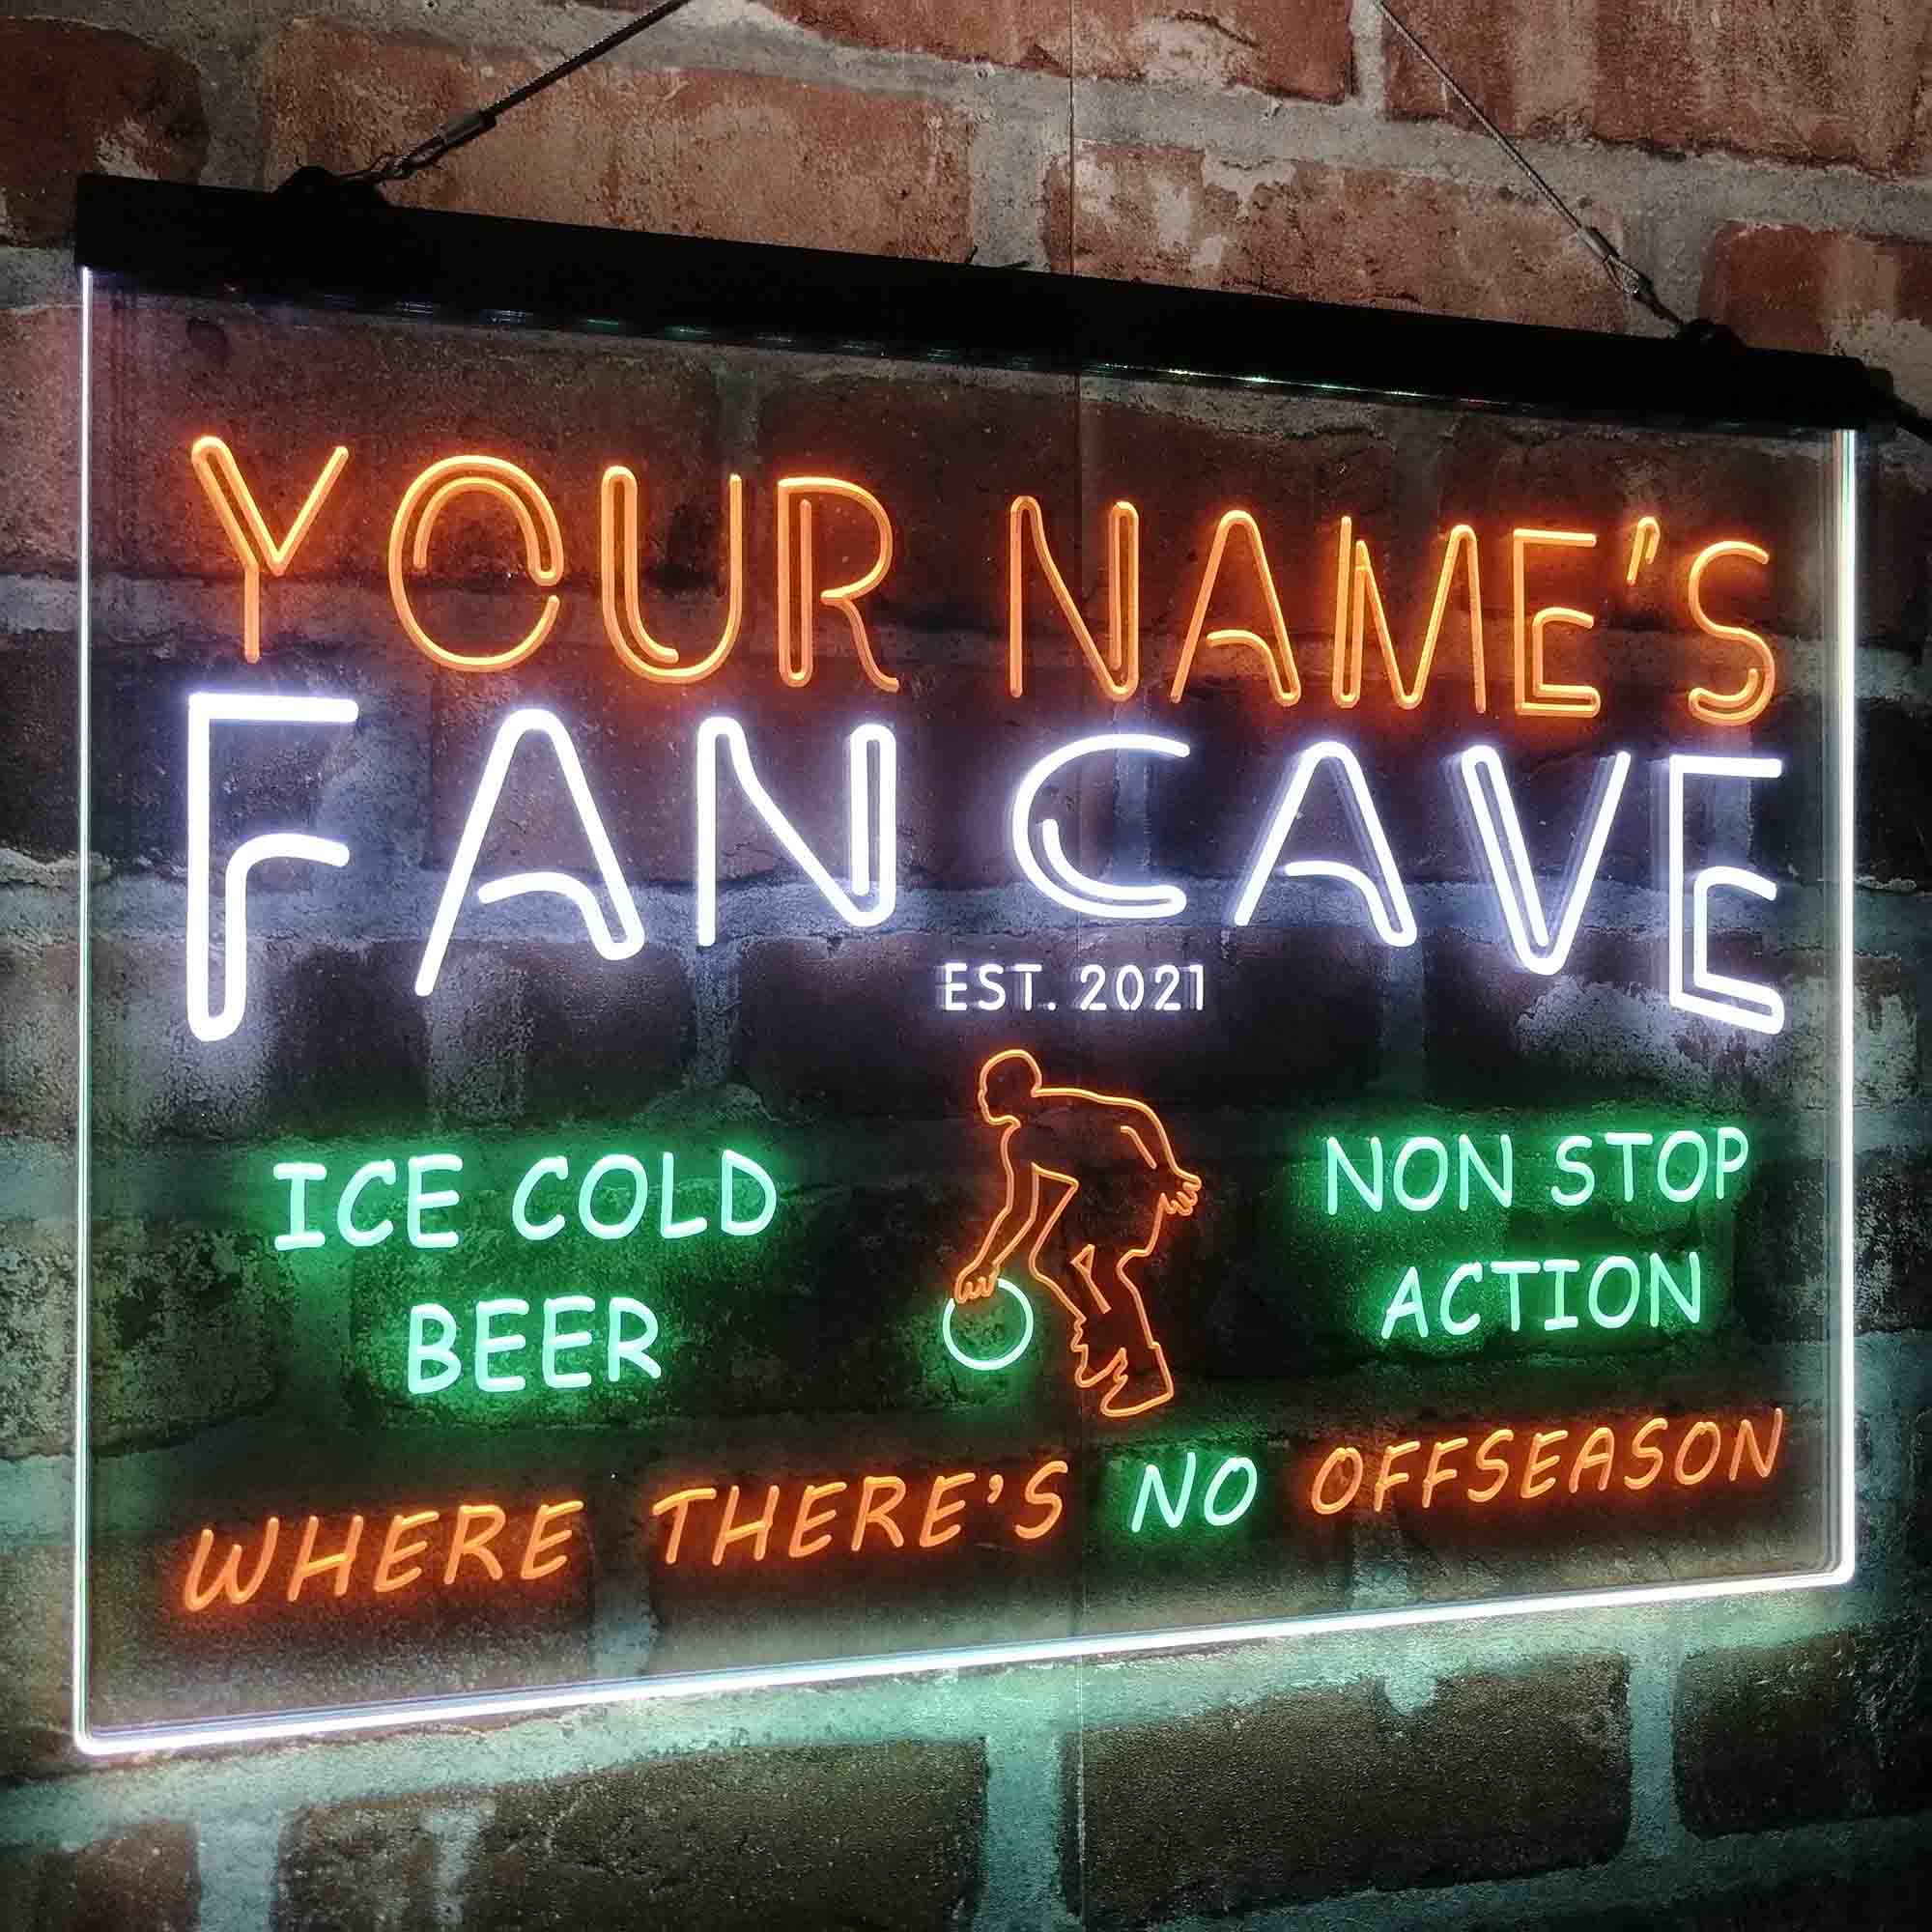 YOUR NAME'S
FAN CAVE
EST. 2021
ICE COLD
BEER
NON STOP
ACTION
WHERE THERE'S NO OFFSEASON